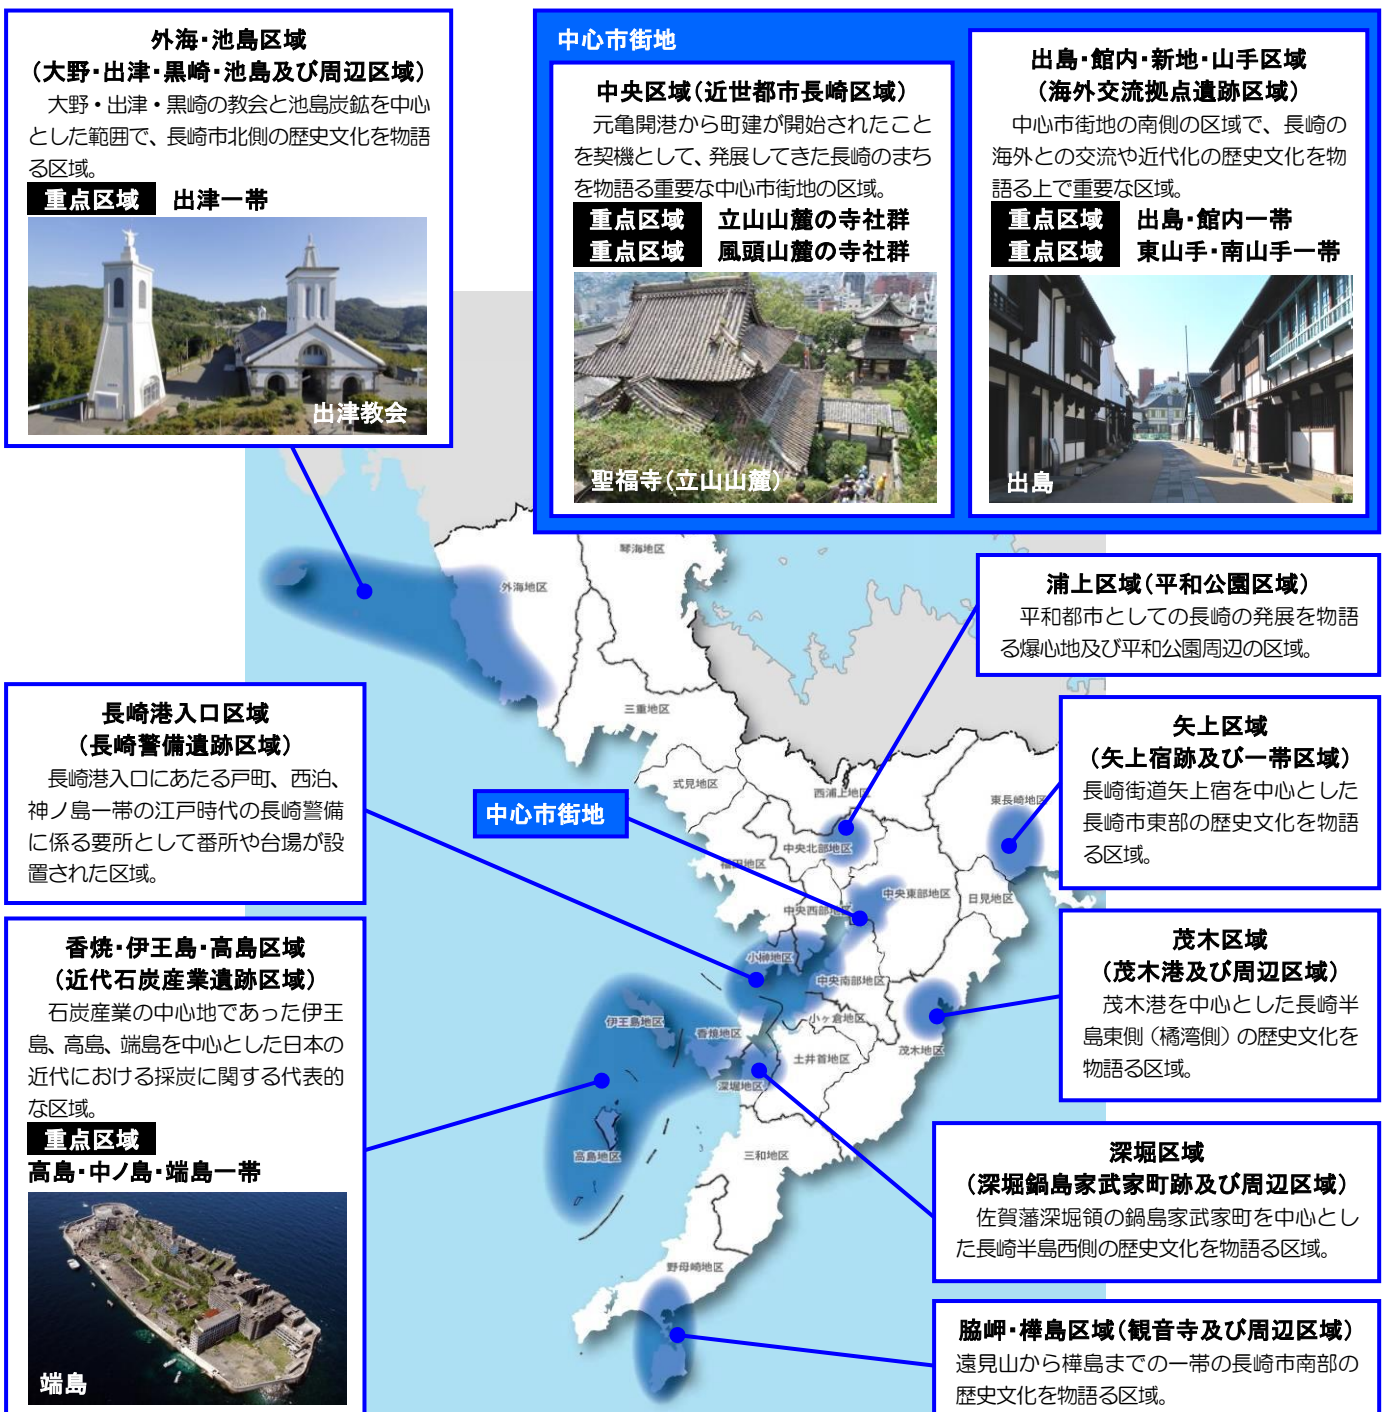 外海・池島区域
（大野・出津・黒崎・池島及び周辺区域）
大野・出津・黒崎の教会と池島炭鉱を中心
とした範囲で、長崎市北側の歴史文化を物語
る区域。
重点区域　出津一帯
出津教会
中心市街地
中央区域（近世都市長崎区域）
元亀開港から町建が開始されたこと
を契機として、発展してきた長崎のまち
を物語る重要な中心市街地の区域。
重点区域　立山山麓の寺社群
重点区域　風頭山麓の寺社群
聖福寺（立山山麓）
出島・館内・新地・山手区域
（海外交流拠点遺跡区域）
中心市街地の南側の区域で、長崎の
海外との交流や近代化の歴史文化を物
語る上で重要な区域。
重点区域　出島・館内一帯
重点区域　東山手・南山手一帯
出島
浦上区域（平和公園区域）
平和都市としての長崎の発展を物語
る爆心地及び平和公園周辺の区域。
長崎港入口区域
（長崎警備遺跡区域）
長崎港入口にあたる戸町、西泊、
神ノ島一帯の江戸時代の長崎警備
に係る要所として番所や台場が設
置された区域。
矢上区域
（矢上宿跡及び一帯区域）
長崎街道矢上宿を中心とした
長崎市東部の歴史文化を物語
る区域。
香焼・伊王島・高島区域
（近代石炭産業遺跡区域）
石炭産業の中心地であった伊王
島、高島、端島を中心とした日本の
近代における採炭に関する代表的
な区域。
重点区域
高島・中ノ島・端島一帯
端島
茂木区域
（茂木港及び周辺区域）
茂木港を中心とした長崎半
島東側（橘湾側）の歴史文化を
物語る区域。
深堀区域
（深堀鍋島家武家町跡及び周辺区域）
佐賀藩深堀領の鍋島家武家町を中心とし
た長崎半島西側の歴史文化を物語る区域。
脇岬・樺島区域（観音寺及び周辺区域）
遠見山から樺島までの一帯の長崎市南部の
歴史文化を物語る区域。
中心市街地
琴海地区
外海地区
三重地区
式見地区
西浦上地区
東長崎地区
中央北部地区
福田地区
中央東部地区
日見地区
中央西部地区
小榊地区
中央南部地区
伊王島地区
香焼地区
小ヶ倉地区
土井首地区
茂木地区
深堀地区
高島地区
三和地区
野母崎地区